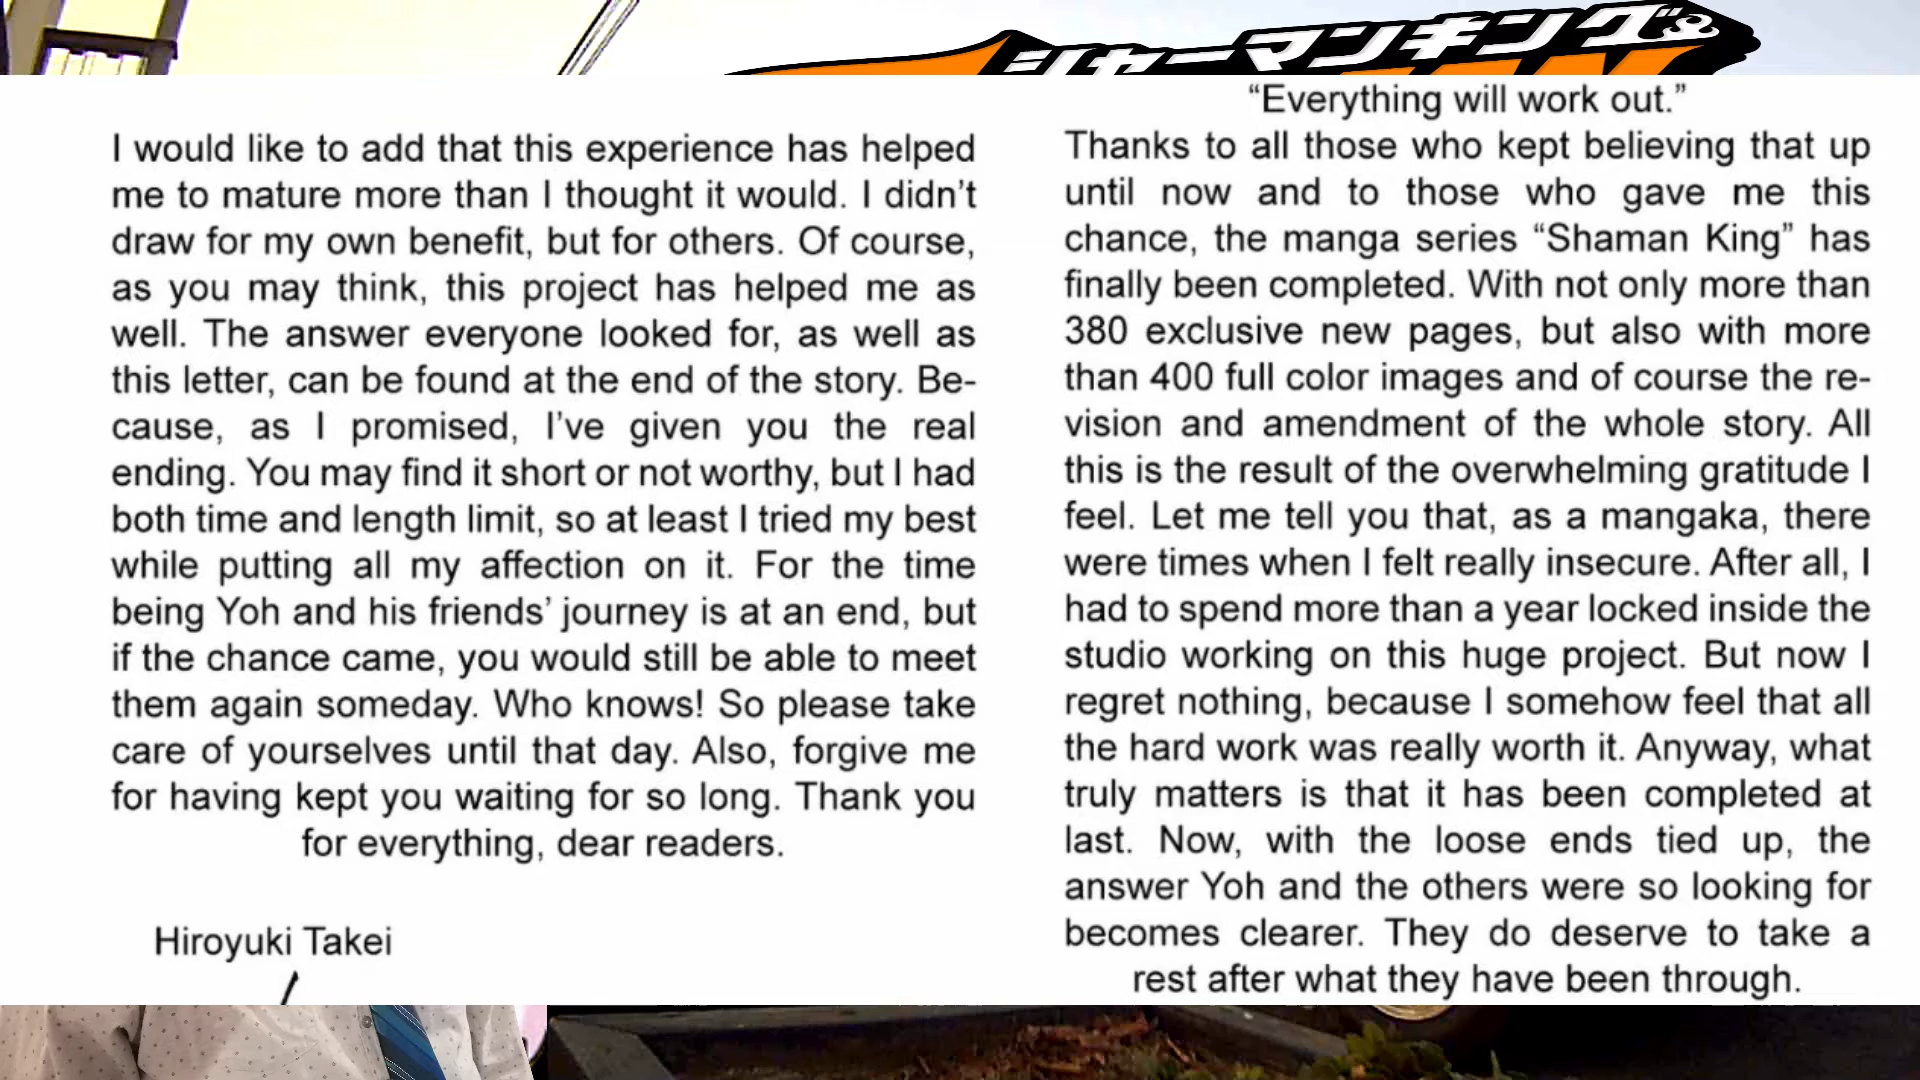 シャーマンキング
“Everything will work out.”
Thanks to all those who kept believing that up
until now and to those who gave me this
chance, the manga series “Shaman King” has
finally been completed. With not only more than
380 exclusive new pages, but also with more
than 400 full color images and of course the re-
vision and amendment of the whole story. All
this is the result of the overwhelming gratitude I
feel. Let me tell you that, as a mangaka, there
were times when I felt really insecure. After all, I
had to spend more than a year locked inside the
studio working on this huge project. But now I
regret nothing, because I somehow feel that all
the hard work was really worth it. Anyway, what
truly matters is that it has been completed at
last. Now, with the loose ends tied up, the
answer Yoh and the others were so looking for
becomes clearer. They do deserve to take a
rest after what they have been through.
I would like to add that this experience has helped
me to mature more than I thought it would. I didn’t
draw for my own benefit, but for others. Of course,
as you may think, this project has helped me as
well. The answer everyone looked for, as well as
this letter, can be found at the end of the story. Be-
cause, as I promised, I’ve given you the real
ending. You may find it short or not worthy, but I had
both time and length limit, so at least I tried my best
while putting all my affection on it. For the time
being Yoh and his friends’ journey is at an end, but
if the chance came, you would still be able to meet
them again someday. Who knows! So please take
care of yourselves until that day. Also, forgive me
for having kept you waiting for so long. Thank you
for everything, dear readers.
Hiroyuki Takei